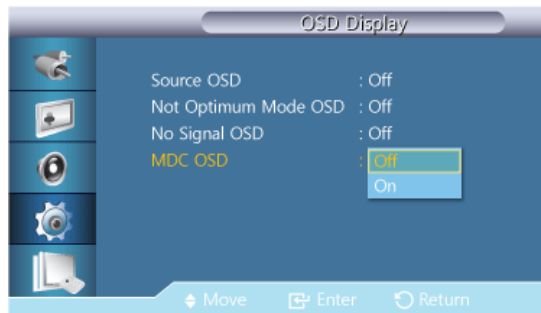 OSD Display
Source OSD : Off
Not Optimum Mode OSD : Off
No Signal OSD : Off
MDC OSD : Off
On
Move Enter Return